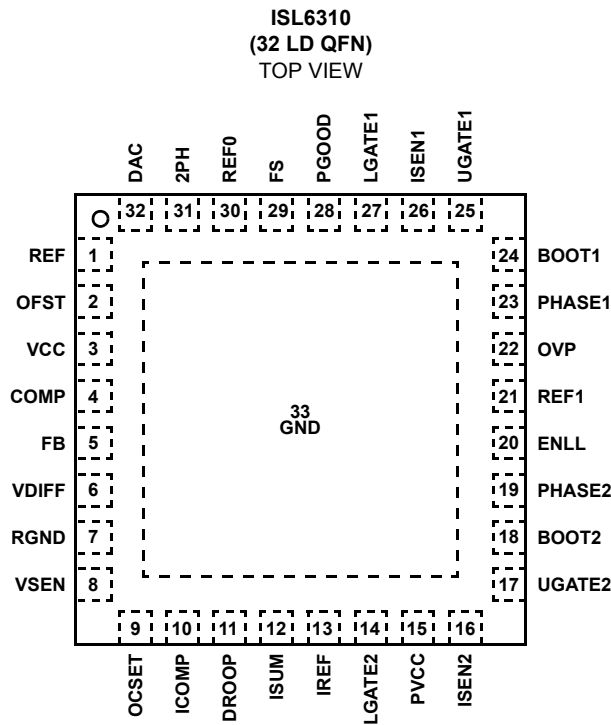 ISL6310
(32 LD QFN)
TOP VIEW
DAC
2PH
REF0
FS
PGOOD
LGATE1
ISEN1
UGATE1
32
31
30
29
28
27
26
25
REF 1
OFST 2
VCC 3
COMP 4
FB 5
VDIFF 6
RGND 7
VSEN 8
24 BOOT1
23 PHASE1
22 OVP
21 REF1
20 ENLL
19 PHASE2
18 BOOT2
17 UGATE2
33
GND
9
10
11
12
13
14
15
16
OCSET
ICOMP
DROOP
ISUM
IREF
LGATE2
PVCC
ISEN2